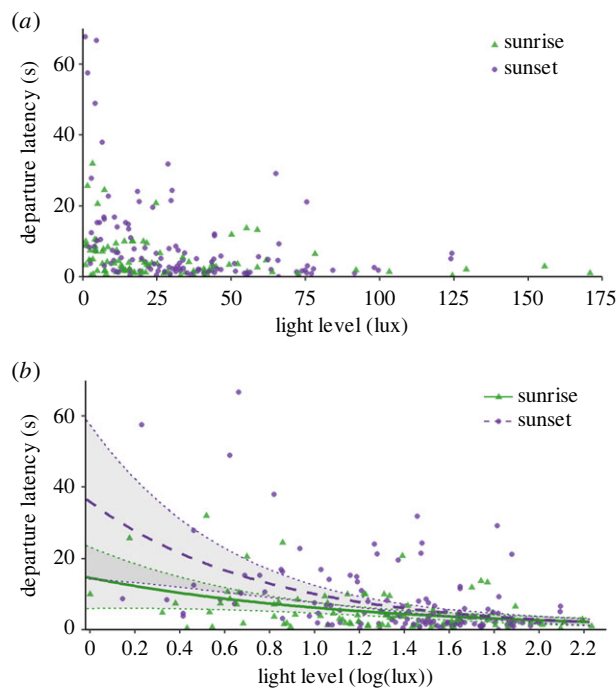 (a)
sunrise
sunset
departure latency (s)
60
40
20
0
0 25 50 75 100 125 150 175
light level (lux)
(b)
sunrise
sunset
departure latency (s)
60
40
20
0
0 0.2 0.4 0.6 0.8 1.0 1.2 1.4 1.6 1.8 2.0 2.2
light level (log(lux))